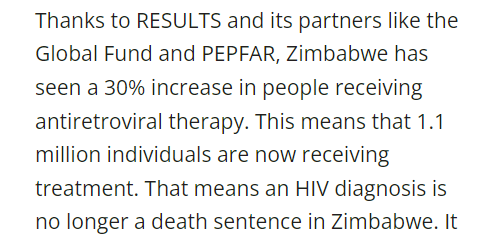 Thanks to RESULTS and its partners like the
Global Fund and PEPFAR, Zimbabwe has
seen a 30% increase in people receiving
antiretroviral therapy. This means that 1.1
million individuals are now receiving
treatment. That means an HIV diagnosis is
no longer a death sentence in Zimbabwe. It